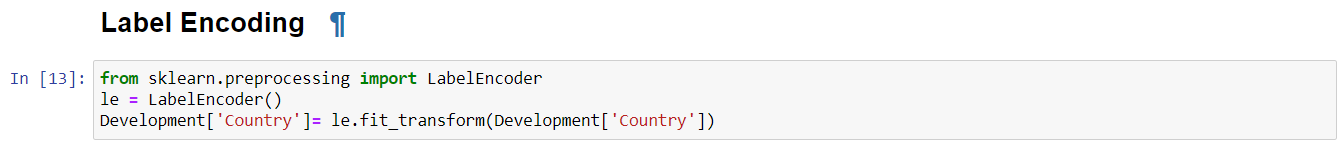 Label Encoding ¶
In [13]: from sklearn.preprocessing import LabelEncoder
le = LabelEncoder()
Development['Country']= le.fit_transform(Development['Country'])